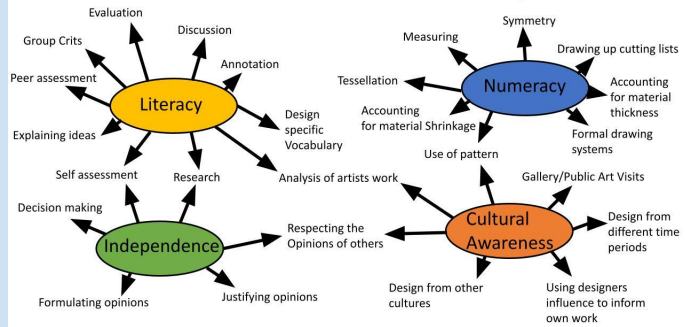 Evaluation
Group Crits
Discussion
Peer assessment
Annotation
Literacy
Explaining ideas
Design
specific
Vocabulary
Self assessment
Research
Analysis of artists work
Symmetry
Measuring
Drawing up cutting lists
Tessellation
Numeracy
Accounting
for material
thickness
Accounting
for material Shrinkage
Formal drawing
systems
Use of pattern
Decision making
Independence
Respecting the
Opinions of others
Formulating opinions
Justifying opinions
Gallery/Public Art Visits
Cultural
Awareness
Design from
different time
periods
Design from other
cultures
Using designers
influence to inform
own work